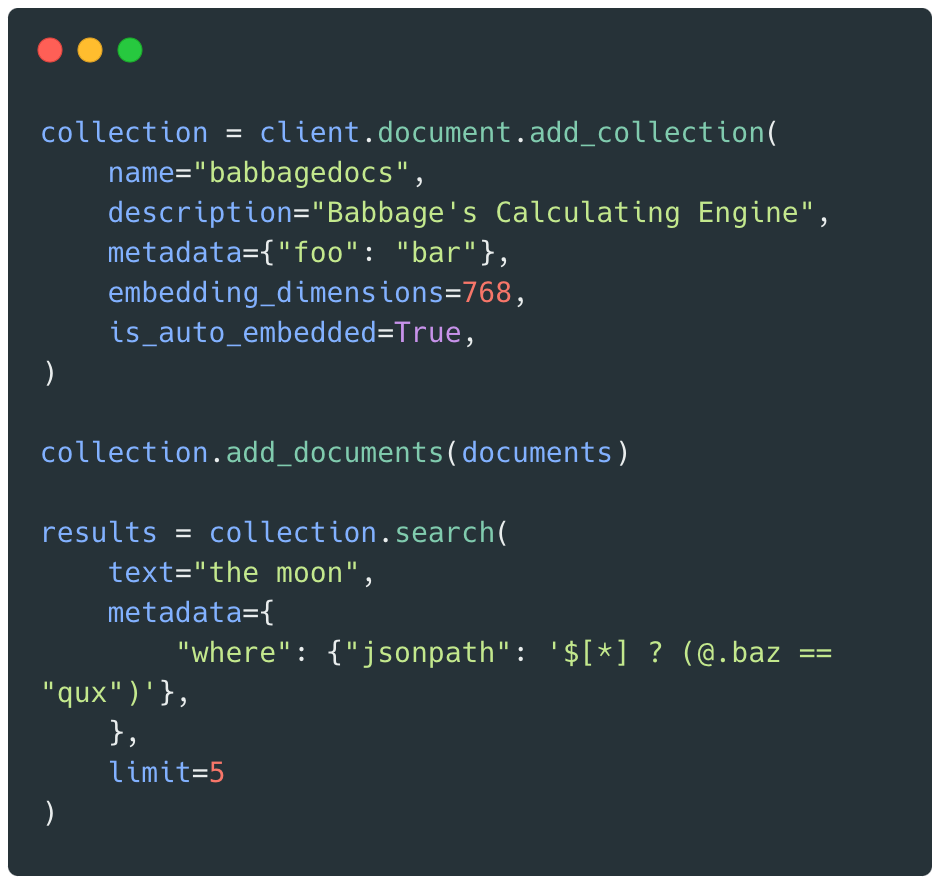 collection = client.document.add_collection(
    name="babbagedocs",
    description="Babbage's Calculating Engine",
    metadata={"foo": "bar"},
    embedding_dimensions=768,
    is_auto_embedded=True,
)

collection.add_documents(documents)

results = collection.search(
    text="the moon",
    metadata={
        "where": {"jsonpath": '$[*] ? (@.baz ==
"qux")'},
    },
    limit=5
)